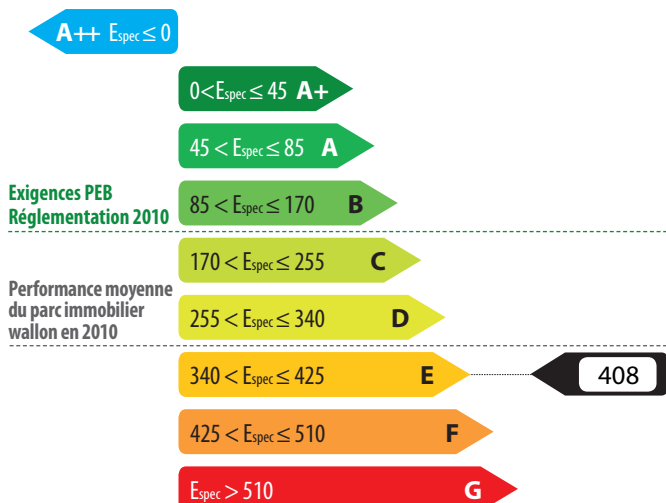 A++ Espec ≤ 0
0<Espec ≤ 45 A+
45 < Espec ≤ 85 A
Exigences PEB
Réglementation 2010
85 < Espec ≤ 170 B
170 < Espec ≤ 255 C
Performance moyenne
du parc immobilier
wallon en 2010
255 < Espec ≤ 340 D
340 < Espec ≤ 425 E
408
425 < Espec ≤ 510 F
Espec > 510 G